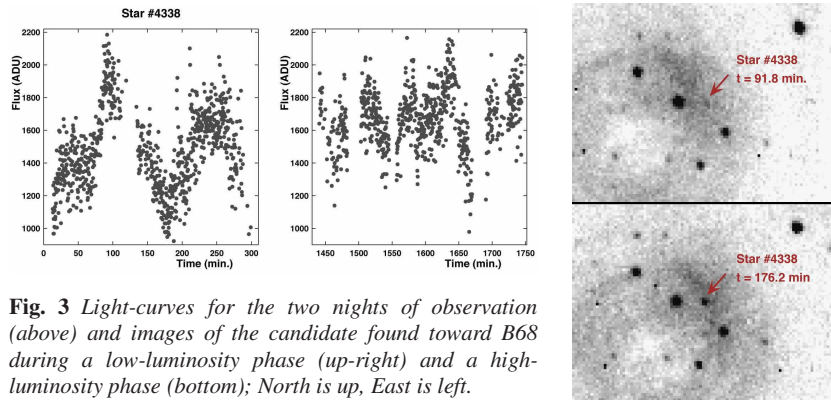 Star #4338
2200
2000
1800
1600
1400
1200
1000
Flux (ADU)
0 50 100 150 200 250 300
Time (min.)
2200
2000
1800
1600
1400
1200
1000
Flux (ADU)
1450 1500 1550 1600 1650 1700 1750
Time (min.)
Star #4338
t = 91.8 min.
Star #4338
t = 176.2 min
Fig. 3 Light-curves for the two nights of observation
(above) and images of the candidate found toward B68
during a low-luminosity phase (up-right) and a high-
luminosity phase (bottom); North is up, East is left.